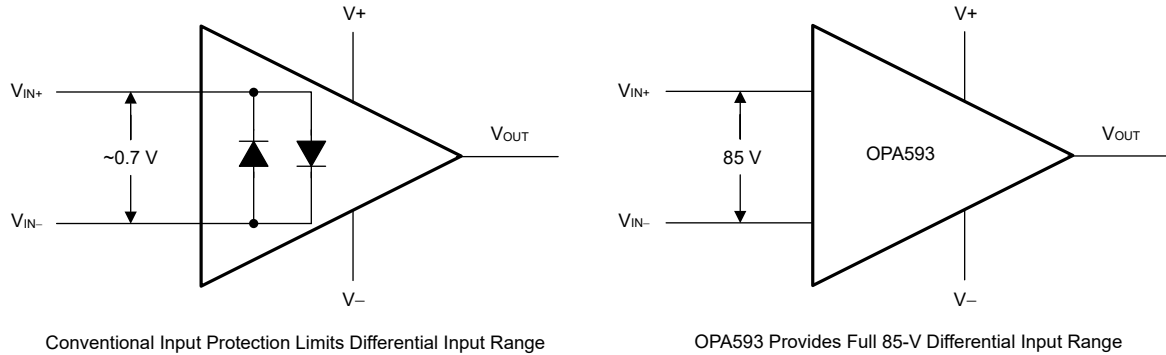 V+
VIN+
~0.7 V
VIN–
VOUT
V–
Conventional Input Protection Limits Differential Input Range
V+
VIN+
85 V
VIN–
OPA593
VOUT
V–
OPA593 Provides Full 85-V Differential Input Range